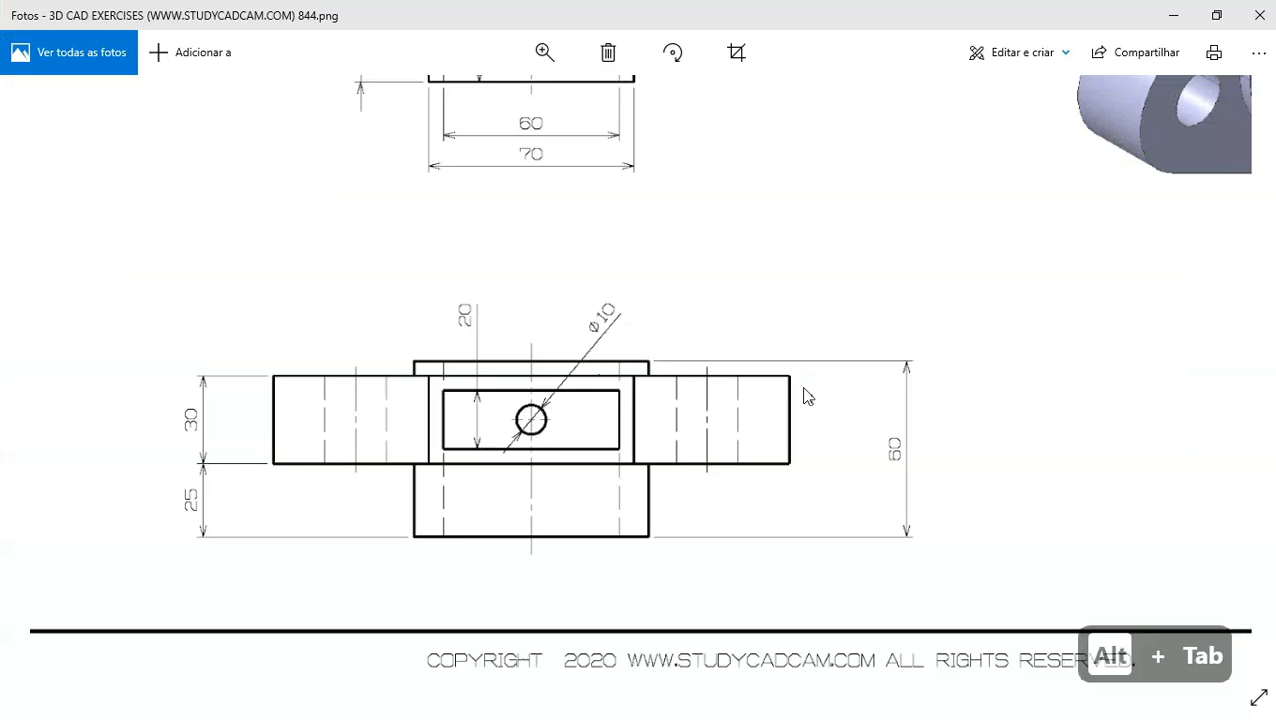 Fotos - 3D CAD EXERCISES (WWW.STUDYCADCAM.COM) 844.png
Ver todas as fotos
Adicionar a
Editar e criar
Compartilhar
60
70
20
ø10
30
25
60
COPYRIGHT 2020 WWW.STUDYCADCAM.COM ALL RIGHTS RESERVED.
Alt + Tab